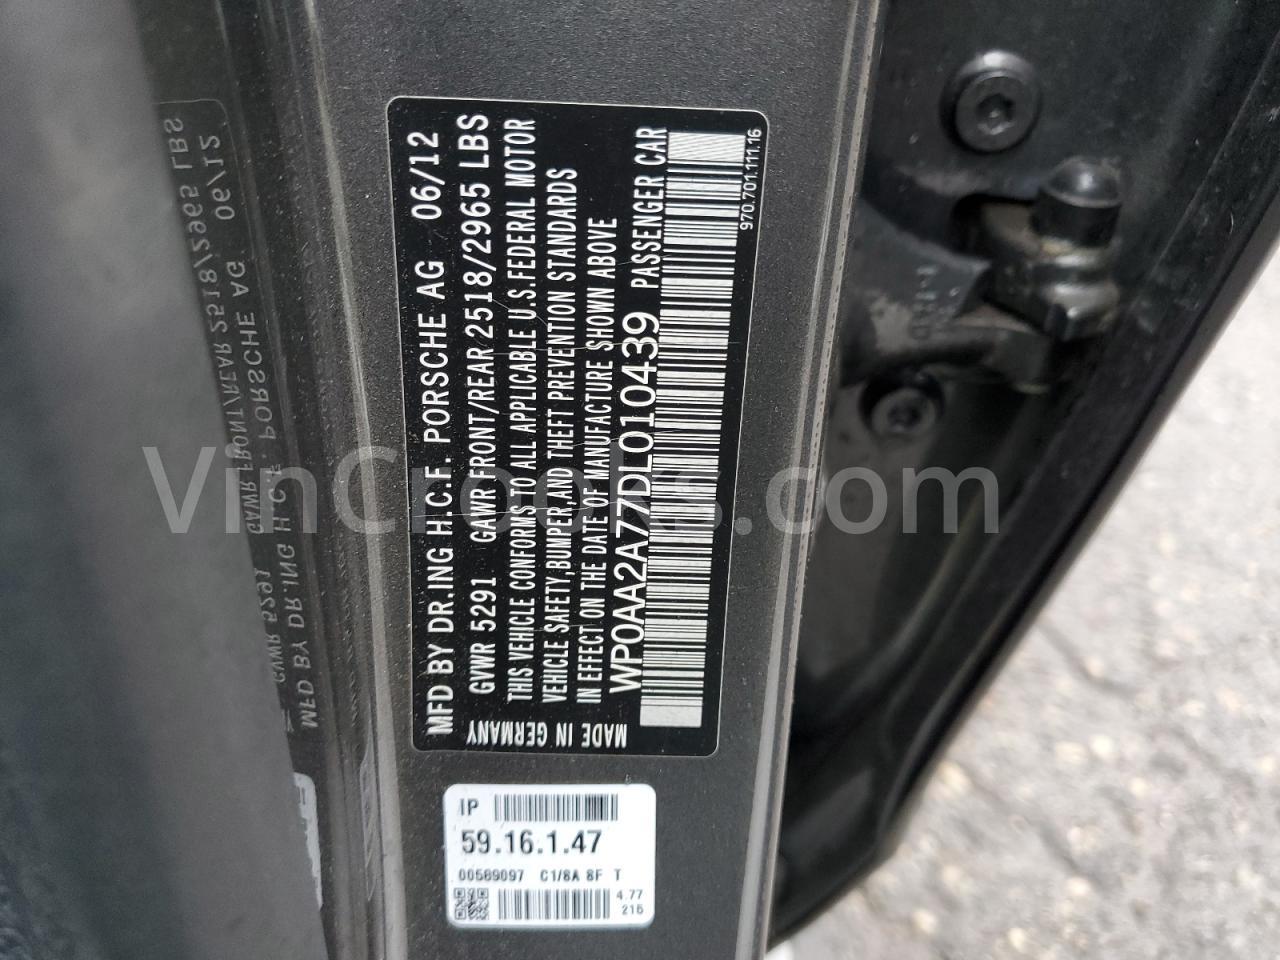 MFD BY DR.ING H.C.F. PORSCHE AG 06/12
GVWR 5291 GAWR FRONT/REAR 2518/2965 LBS
THIS VEHICLE CONFORMS TO ALL APPLICABLE U.S.FEDERAL MOTOR
VEHICLE SAFETY,BUMPER,AND THEFT PREVENTION STANDARDS
IN EFFECT ON THE DATE OF MANUFACTURE SHOWN ABOVE
WP0AA2A77DL010439 PASSENGER CAR
970.701.111.16
MADE IN GERMANY
IP
59.16.1.47
00589097 C1/8A 8F T
4.77
215
VinCrooks.com